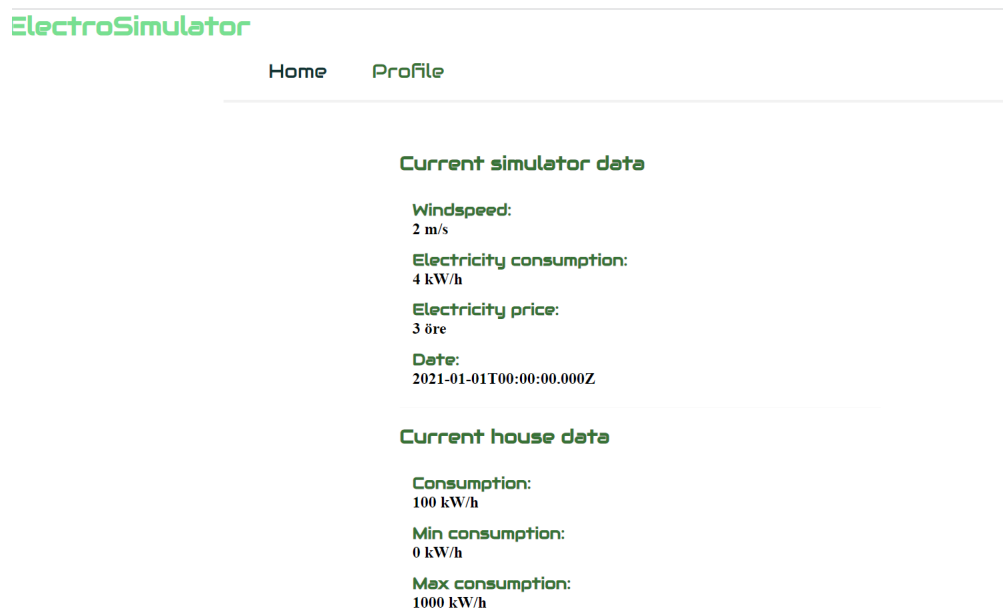 ElectroSimulator
Home Profile
Current simulator data
Windspeed:
2 m/s
Electricity consumption:
4 kW/h
Electricity price:
3 öre
Date:
2021-01-01T00:00:00.000Z
Current house data
Consumption:
100 kW/h
Min consumption:
0 kW/h
Max consumption:
1000 kW/h